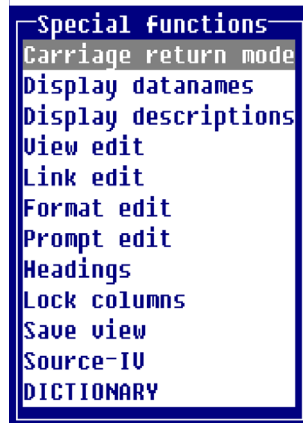 Special functions
Carriage return mode
Display datanames
Display descriptions
View edit
Link edit
Format edit
Prompt edit
Headings
Lock columns
Save view
Source-IV
DICTIONARY